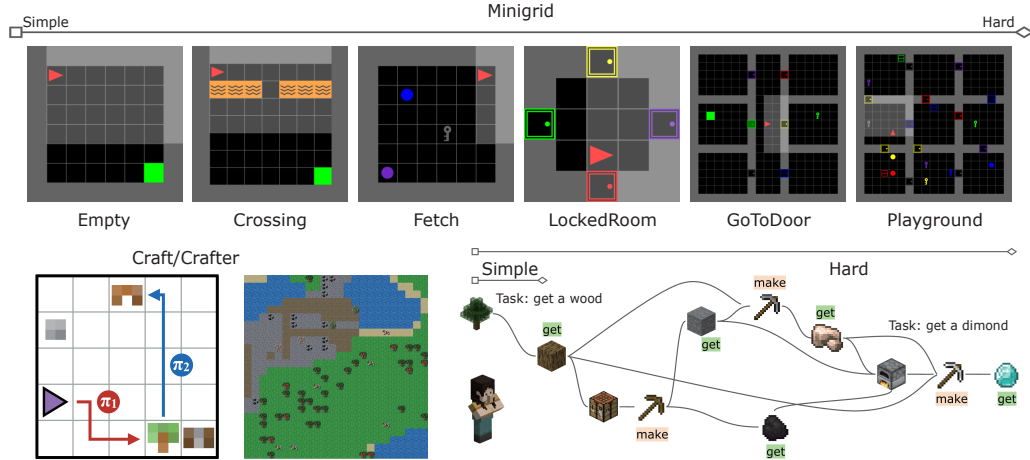 Minigrid
Simple
Hard
Empty
Crossing
Fetch
LockedRoom
GoToDoor
Playground
Craft/Crafter
π1
π2
Simple
Hard
Task: get a wood
get
make
get
make
get
get
Task: get a dimond
make
get